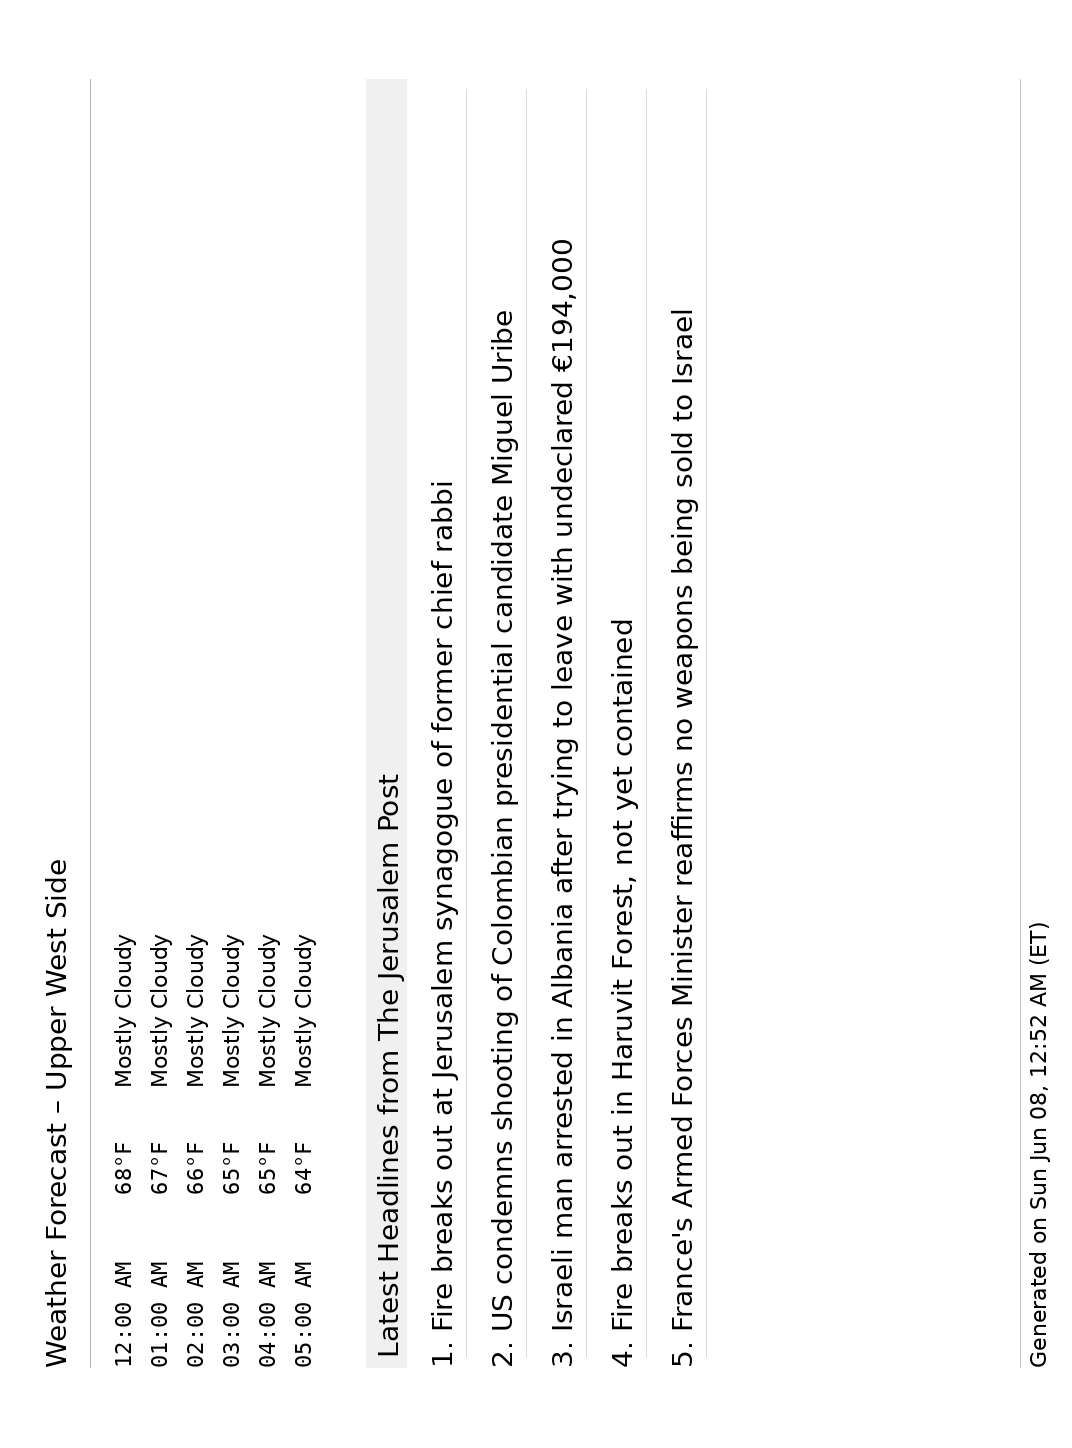 Weather Forecast – Upper West Side
12:00 AM 68°F Mostly Cloudy
01:00 AM 67°F Mostly Cloudy
02:00 AM 66°F Mostly Cloudy
03:00 AM 65°F Mostly Cloudy
04:00 AM 65°F Mostly Cloudy
05:00 AM 64°F Mostly Cloudy
Latest Headlines from The Jerusalem Post
1. Fire breaks out at Jerusalem synagogue of former chief rabbi
2. US condemns shooting of Colombian presidential candidate Miguel Uribe
3. Israeli man arrested in Albania after trying to leave with undeclared €194,000
4. Fire breaks out in Haruvit Forest, not yet contained
5. France's Armed Forces Minister reaffirms no weapons being sold to Israel
Generated on Sun Jun 08, 12:52 AM (ET)